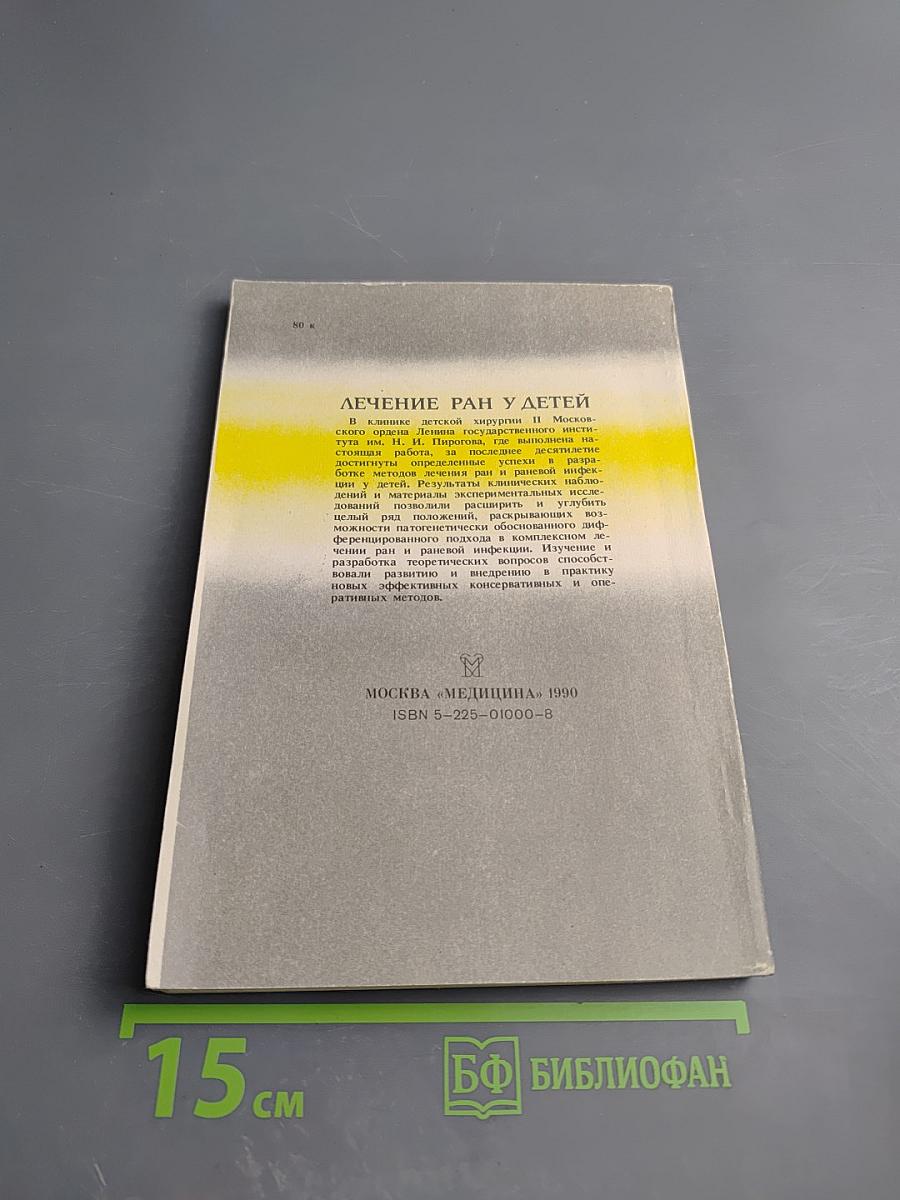 80 к
ЛЕЧЕНИЕ РАН У ДЕТЕЙ
В клинике детской хирургии II Москов-
ского ордена Ленина государственного инсти-
тута им. Н. И. Пирогова, где выполнена на-
стоящая работа, за последнее десятилетие
достигнуты определенные успехи в разра-
ботке методов лечения ран и раневой инфек-
ции у детей. Результаты клинических наблю-
дений и материалы экспериментальных иссле-
дований позволили расширить и углубить
целый ряд положений, раскрывающих воз-
можности патогенетически обоснованного диф-
ференцированного подхода в комплексном ле-
чении ран и раневой инфекции. Изучение и
разработка теоретических вопросов способст-
вовали развитию и внедрению в практику
новых эффективных консервативных и опе-
ративных методов.
МОСКВА «МЕДИЦИНА» 1990
ISBN 5–225–01000–8
15 см
БФ БИБЛИОФАН